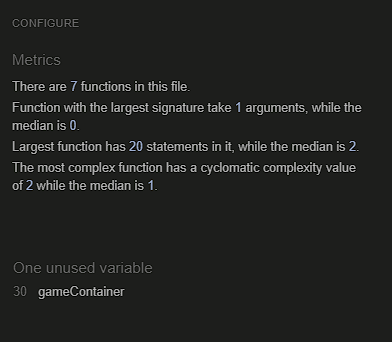 CONFIGURE
Metrics
There are 7 functions in this file.
Function with the largest signature take 1 arguments, while the
median is 0.
Largest function has 20 statements in it, while the median is 2.
The most complex function has a cyclomatic complexity value
of 2 while the median is 1.
One unused variable
30 gameContainer